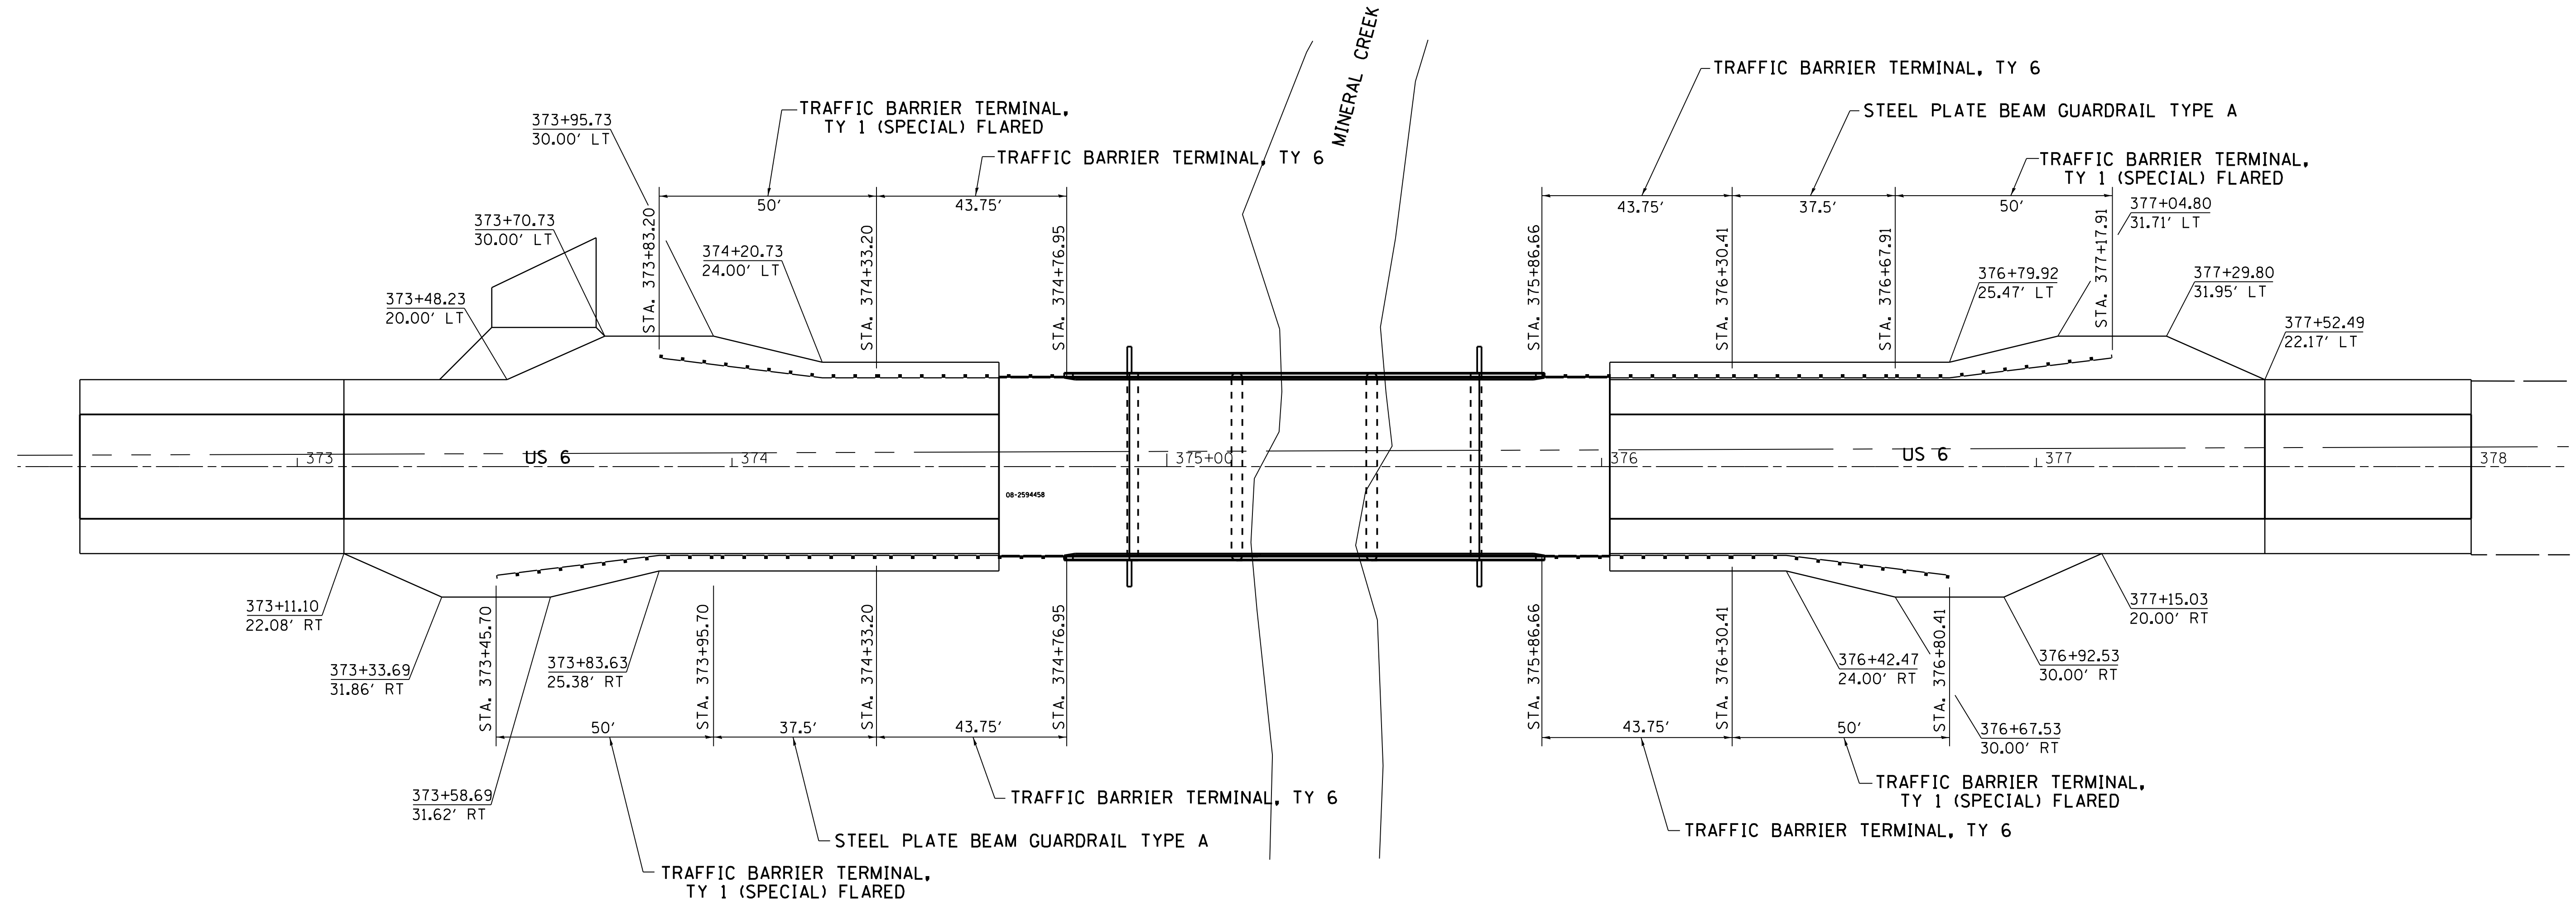 MINERAL CREEK
TRAFFIC BARRIER TERMINAL, TY 6
TRAFFIC BARRIER TERMINAL,
TY 1 (SPECIAL) FLARED
STEEL PLATE BEAM GUARDRAIL TYPE A
373+95.73
30.00' LT
TRAFFIC BARRIER TERMINAL, TY 6
TRAFFIC BARRIER TERMINAL,
TY 1 (SPECIAL) FLARED
50'
43.75'
43.75'
37.5'
50'
377+04.80
31.71' LT
373+70.73
30.00' LT
STA. 373+83.20
374+20.73
24.00' LT
STA. 374+33.20
STA. 374+76.95
STA. 375+86.66
STA. 376+30.41
STA. 376+67.91
376+79.92
25.47' LT
STA. 377+17.91
377+29.80
31.95' LT
373+48.23
20.00' LT
377+52.49
22.17' LT
373
US 6
374
375+00
376
US 6
377
378
08-2594458
373+11.10
22.08' RT
373+33.69
31.86' RT
STA. 373+45.70
373+83.63
25.38' RT
STA. 373+95.70
STA. 374+33.20
STA. 374+76.95
STA. 375+86.66
STA. 376+30.41
376+42.47
24.00' RT
STA. 376+80.41
376+92.53
30.00' RT
377+15.03
20.00' RT
50'
37.5'
43.75'
43.75'
50'
376+67.53
30.00' RT
373+58.69
31.62' RT
TRAFFIC BARRIER TERMINAL, TY 6
TRAFFIC BARRIER TERMINAL,
TY 1 (SPECIAL) FLARED
STEEL PLATE BEAM GUARDRAIL TYPE A
TRAFFIC BARRIER TERMINAL, TY 6
TRAFFIC BARRIER TERMINAL,
TY 1 (SPECIAL) FLARED